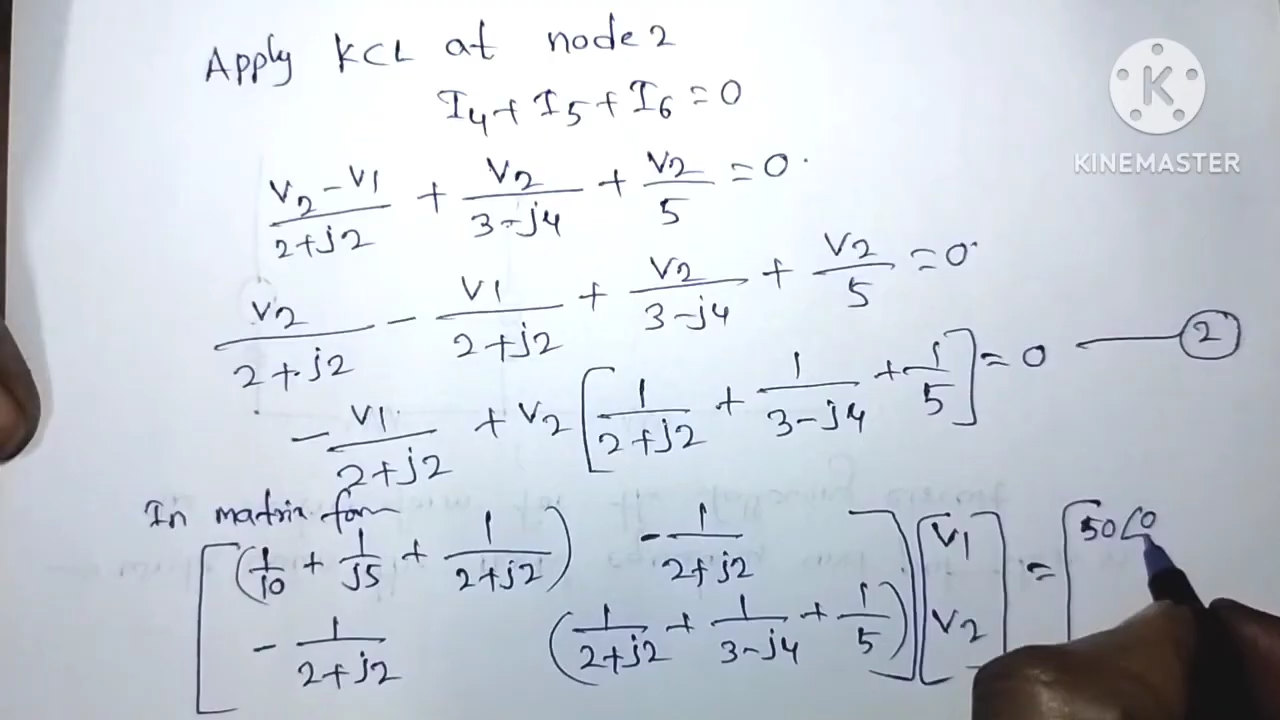 Apply KCL at node 2
I4 + I5 + I6 = 0
(V2 - V1)/(2+j2) + V2/(3-j4) + V2/5 = 0.
V2/(2+j2) - V1/(2+j2) + V2/(3-j4) + V2/5 = 0.
-V1/(2+j2) + V2 [1/(2+j2) + 1/(3-j4) + 1/5] = 0 — 2
In matrix form
[(1/10 + 1/j5 + 1/(2+j2)) -1/(2+j2)] [V1] = [50∠0
[-1/(2+j2) (1/(2+j2) + 1/(3-j4) + 1/5)] [V2]
K
KINEMASTER